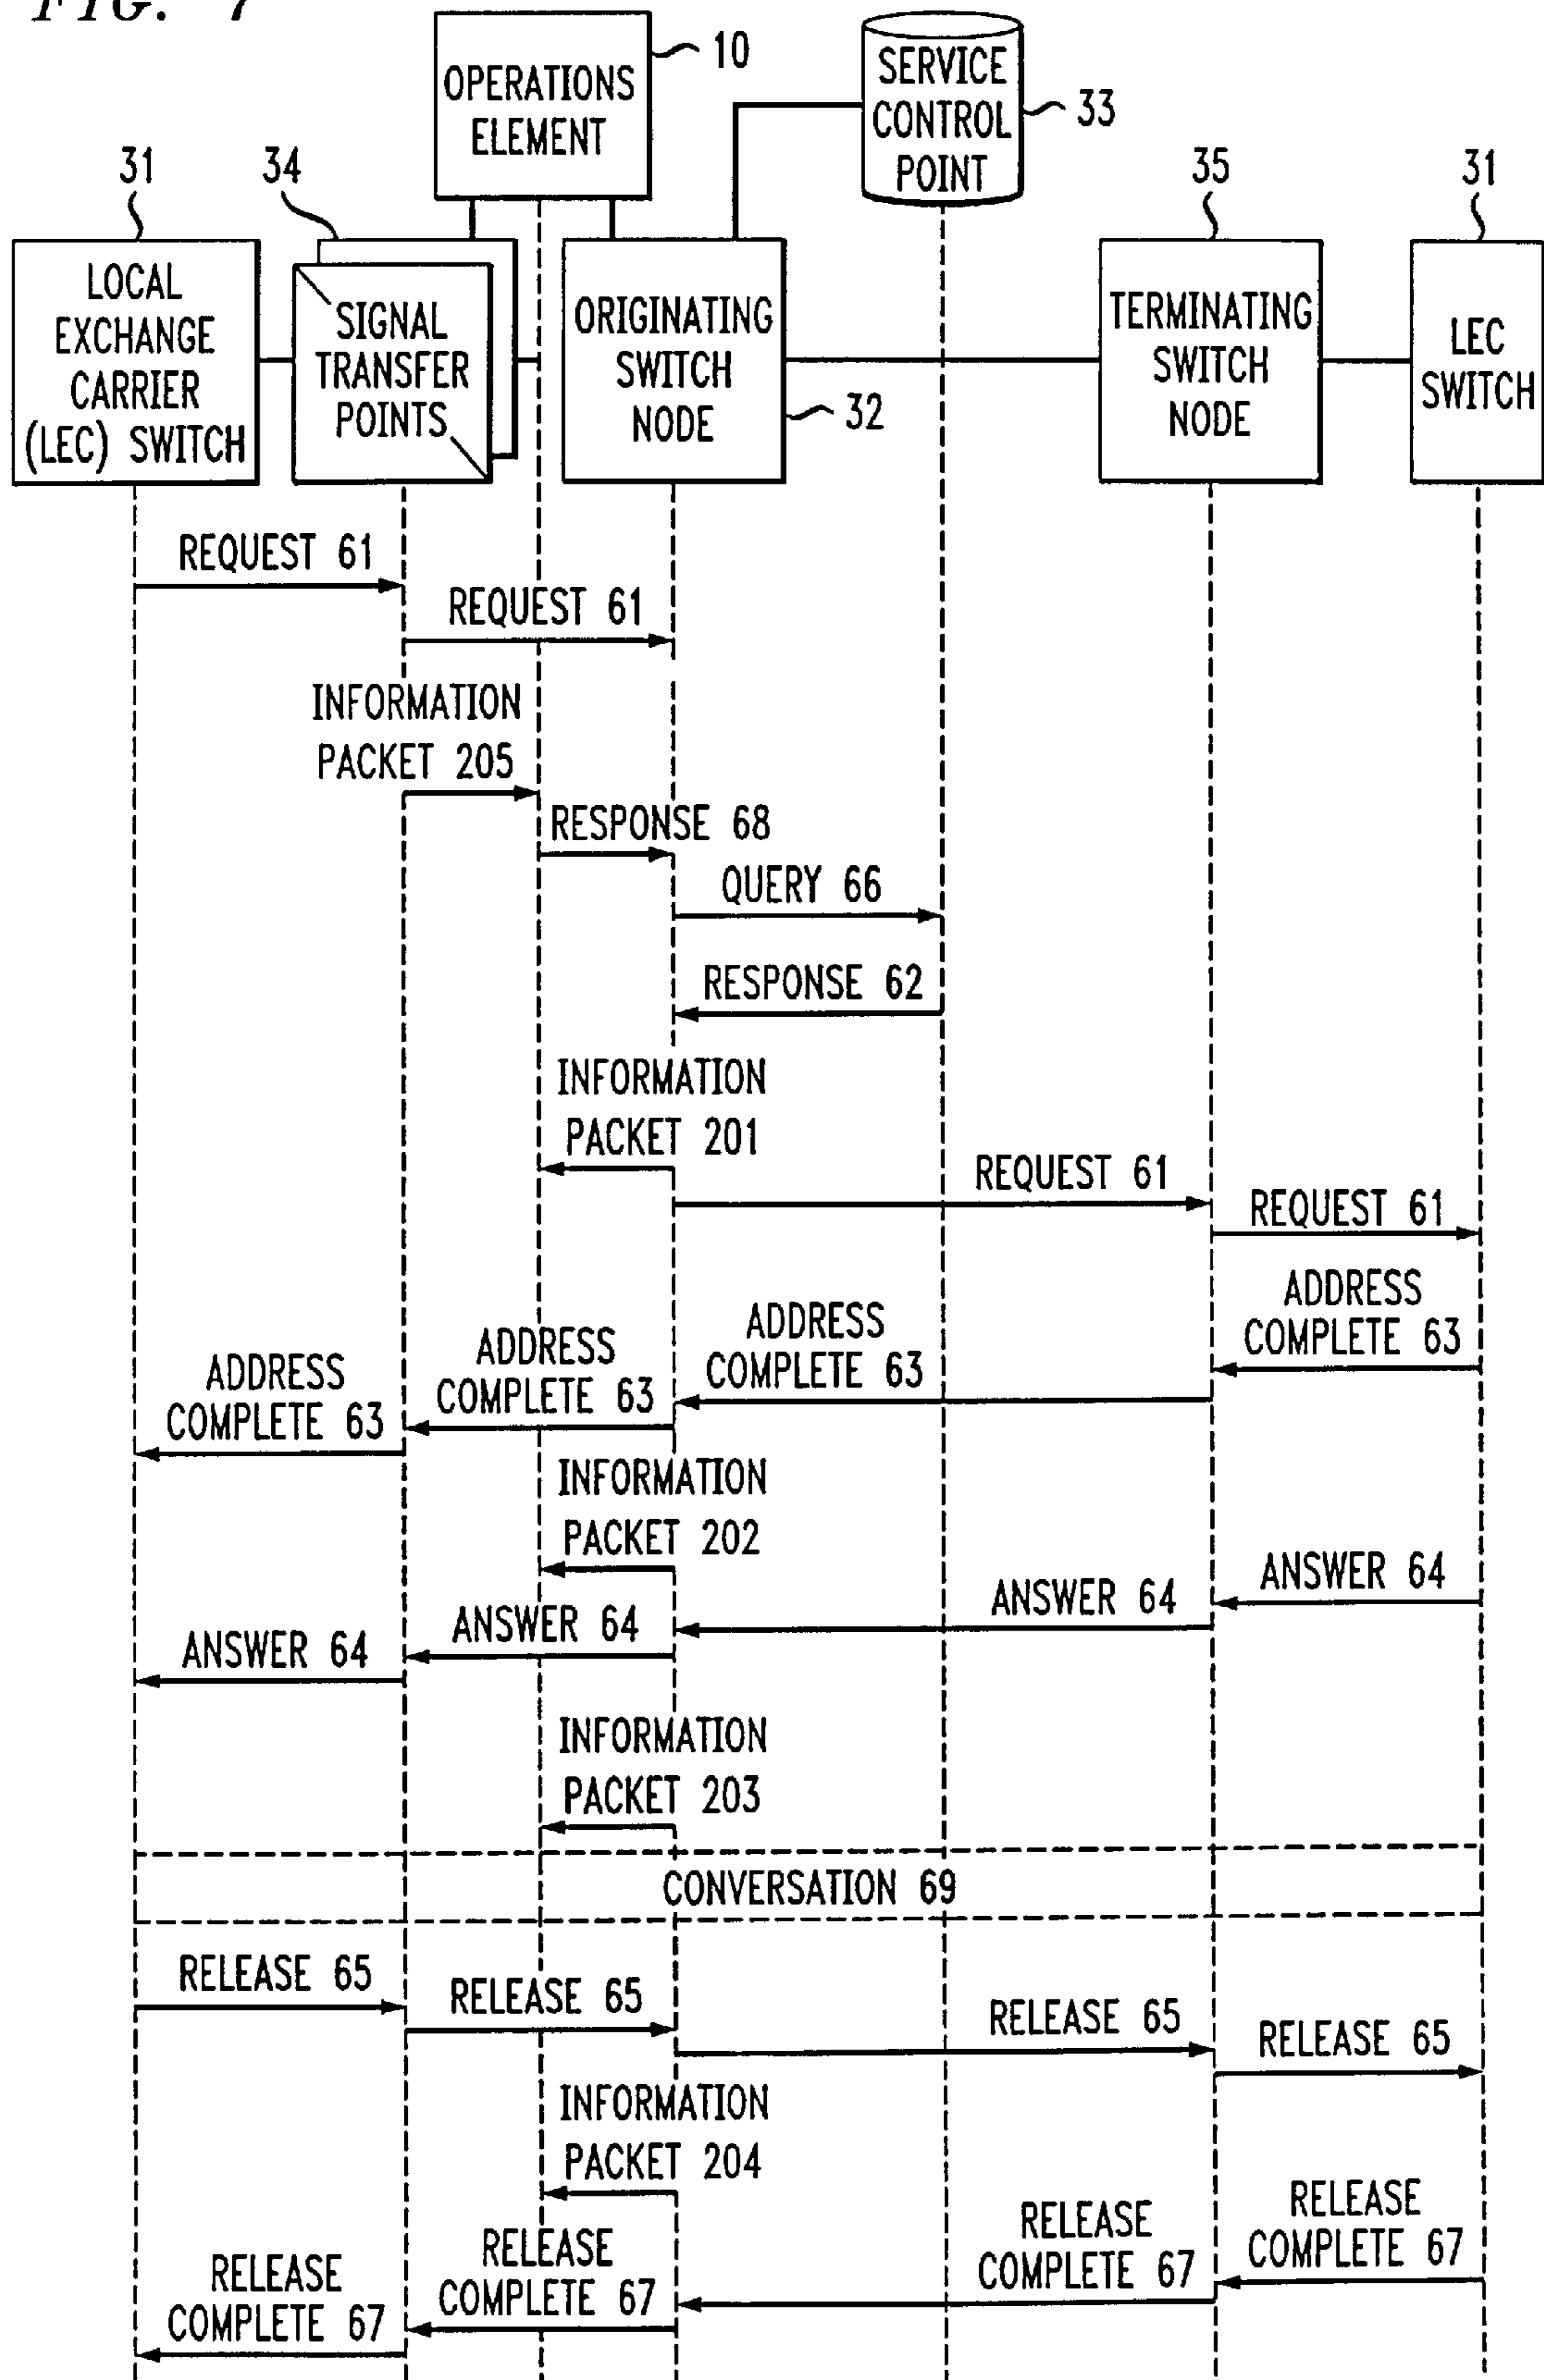 FIG. 7
OPERATIONS
ELEMENT
10
SERVICE
CONTROL
POINT
33
31
34
35
31
LOCAL
EXCHANGE
CARRIER
(LEC) SWITCH
SIGNAL
TRANSFER
POINTS
ORIGINATING
SWITCH
NODE
32
TERMINATING
SWITCH
NODE
LEC
SWITCH
REQUEST 61
REQUEST 61
INFORMATION
PACKET 205
RESPONSE 68
QUERY 66
RESPONSE 62
INFORMATION
PACKET 201
REQUEST 61
REQUEST 61
ADDRESS
COMPLETE 63
ADDRESS
COMPLETE 63
ADDRESS
COMPLETE 63
ADDRESS
COMPLETE 63
INFORMATION
PACKET 202
ANSWER 64
ANSWER 64
ANSWER 64
ANSWER 64
INFORMATION
PACKET 203
CONVERSATION 69
RELEASE 65
RELEASE 65
RELEASE 65
RELEASE 65
INFORMATION
PACKET 204
RELEASE
COMPLETE 67
RELEASE
COMPLETE 67
RELEASE
COMPLETE 67
RELEASE
COMPLETE 67